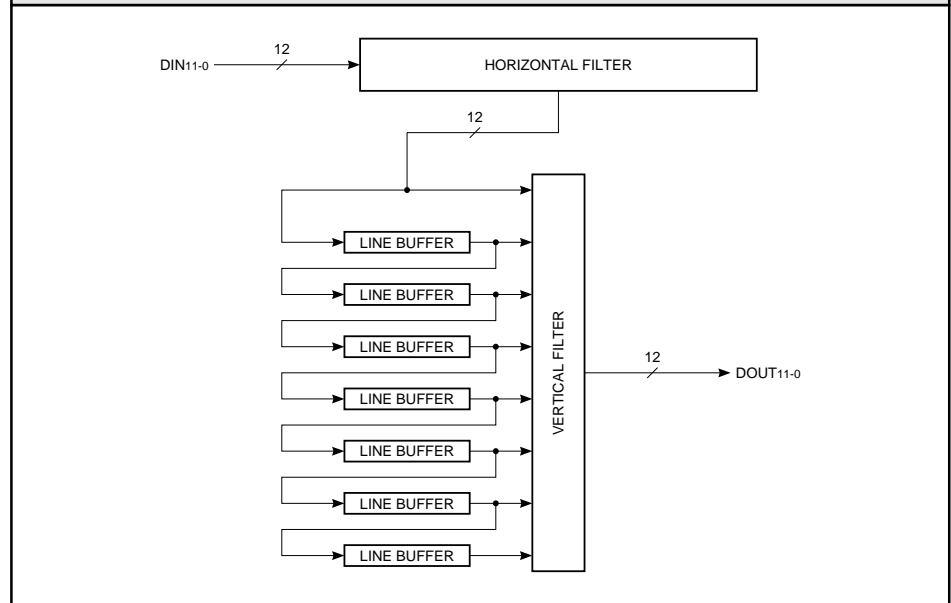 12
DIN11-0
HORIZONTAL FILTER
12
LINE BUFFER
LINE BUFFER
LINE BUFFER
LINE BUFFER
LINE BUFFER
LINE BUFFER
LINE BUFFER
VERTICAL FILTER
12
DOUT11-0